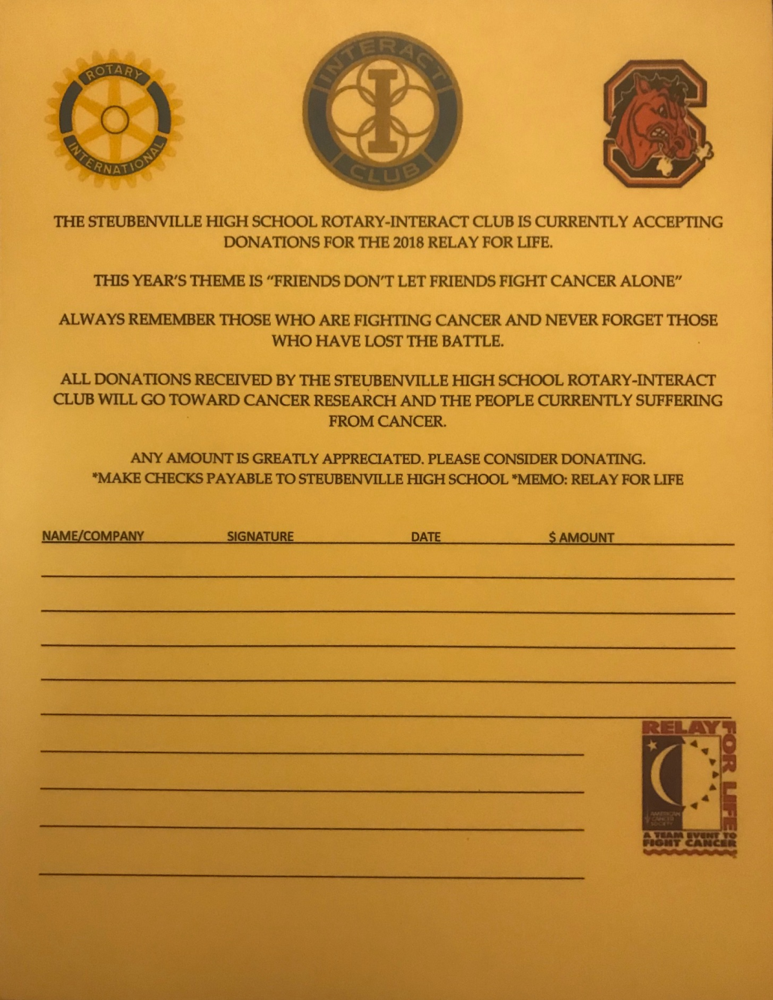 ROTARY
INTERNATIONAL
INTERACT
I
CLUB
S
THE STEUBENVILLE HIGH SCHOOL ROTARY-INTERACT CLUB IS CURRENTLY ACCEPTING
DONATIONS FOR THE 2018 RELAY FOR LIFE.
THIS YEAR'S THEME IS "FRIENDS DON'T LET FRIENDS FIGHT CANCER ALONE"
ALWAYS REMEMBER THOSE WHO ARE FIGHTING CANCER AND NEVER FORGET THOSE
WHO HAVE LOST THE BATTLE.
ALL DONATIONS RECEIVED BY THE STEUBENVILLE HIGH SCHOOL ROTARY-INTERACT
CLUB WILL GO TOWARD CANCER RESEARCH AND THE PEOPLE CURRENTLY SUFFERING
FROM CANCER.
ANY AMOUNT IS GREATLY APPRECIATED. PLEASE CONSIDER DONATING.
*MAKE CHECKS PAYABLE TO STEUBENVILLE HIGH SCHOOL *MEMO: RELAY FOR LIFE
NAME/COMPANY SIGNATURE DATE $ AMOUNT
RELAY FOR LIFE
AMERICAN
CANCER
SOCIETY
A TEAM EVENT TO
FIGHT CANCER